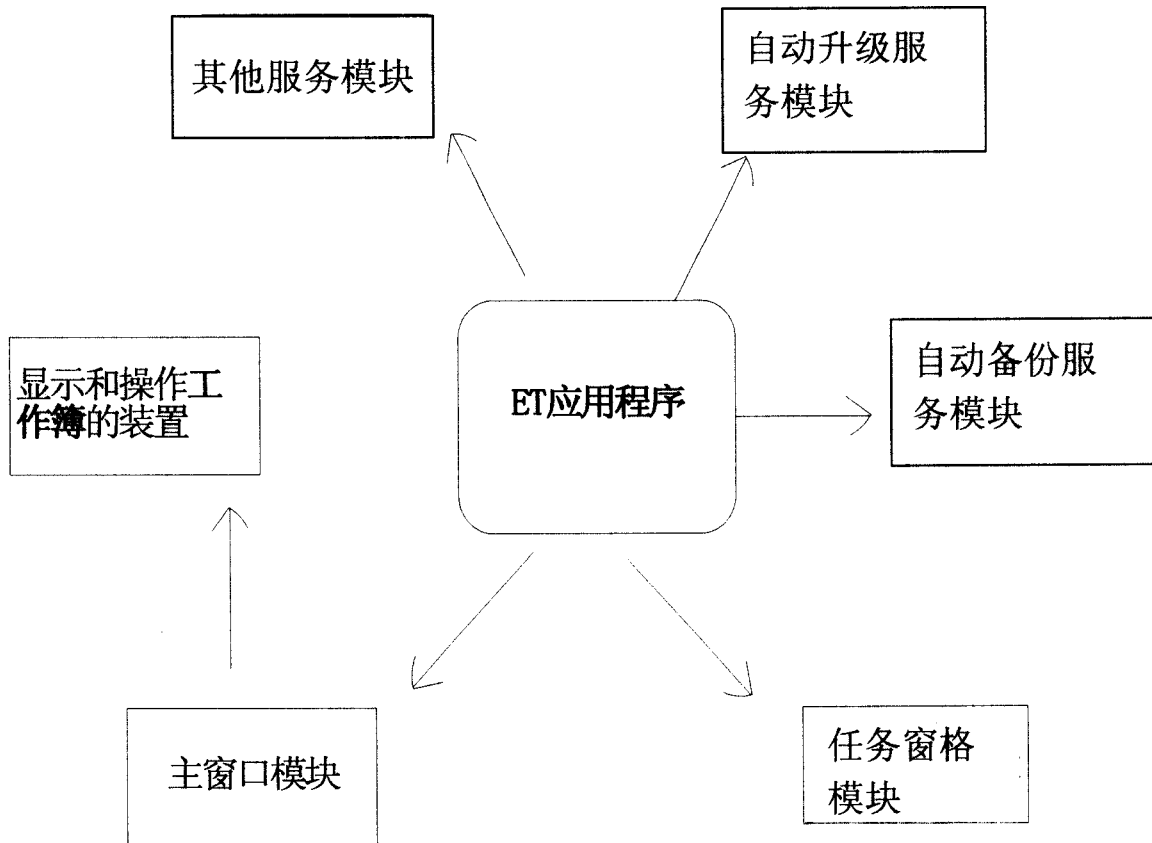 其他服务模块
自动升级服
务模块
显示和操作工
作簿的装置
ET应用程序
自动备份服
务模块
主窗口模块
任务窗格
模块